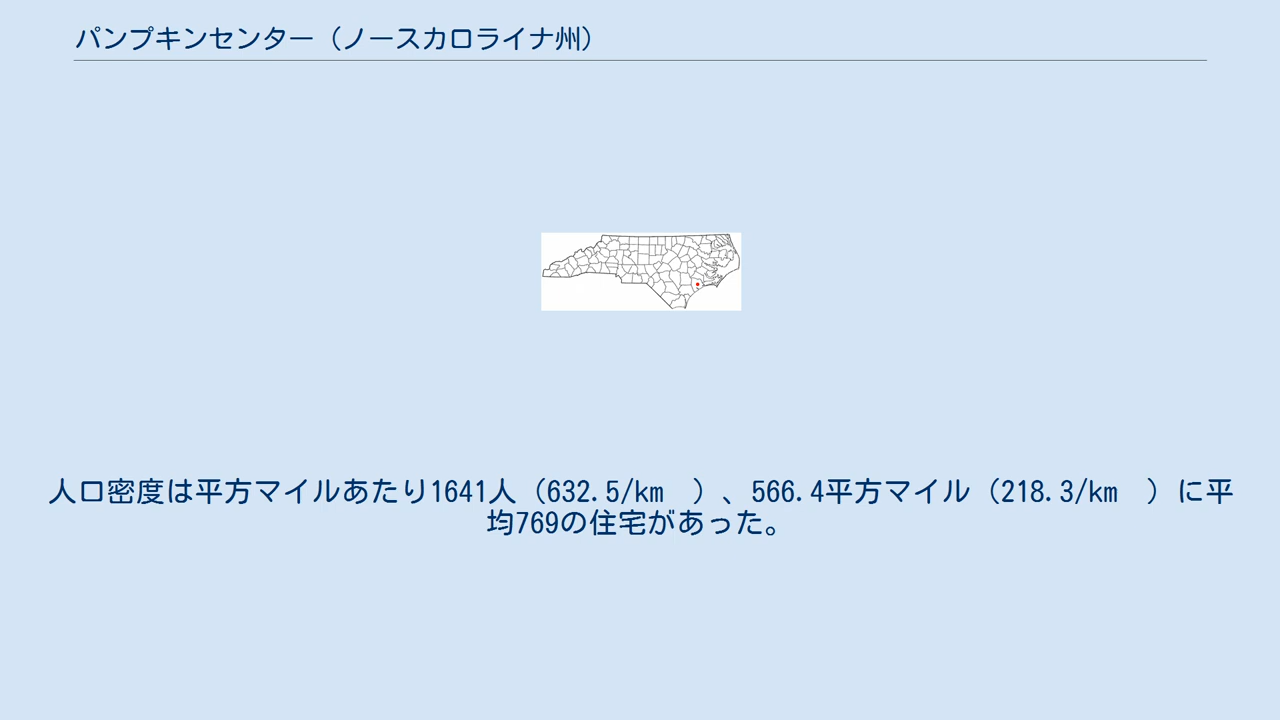 パンプキンセンター（ノースカロライナ州）
人口密度は平方マイルあたり1641人（632.5/km　）、566.4平方マイル（218.3/km　）に平
均769の住宅があった。